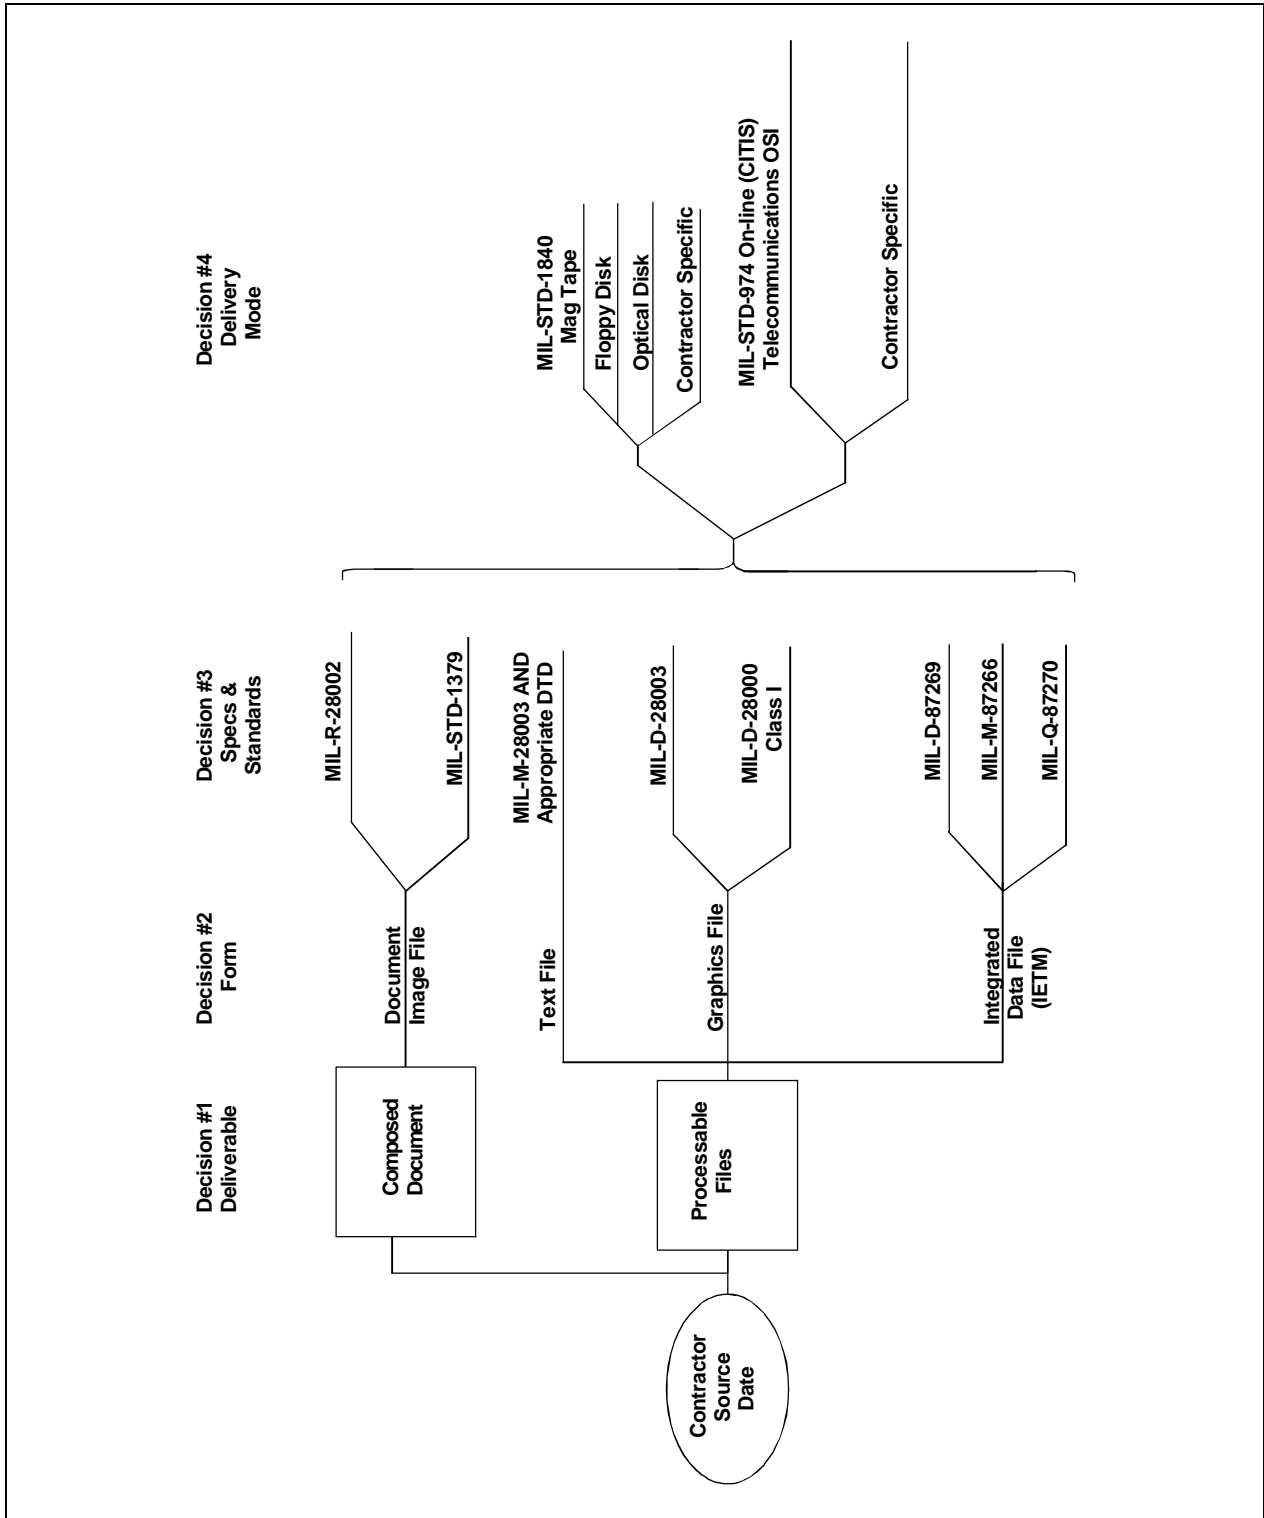 Decision #1
Deliverable
Decision #2
Form
Decision #3
Specs &
Standards
Decision #4
Delivery
Mode
Contractor
Source
Date
Composed
Document
Processable
Files
Document
Image File
Text File
Graphics File
Integrated
Data File
(IETM)
MIL-R-28002
MIL-STD-1379
MIL-M-28003 AND
Appropriate DTD
MIL-D-28003
MIL-D-28000
Class I
MIL-D-87269
MIL-M-87266
MIL-Q-87270
MIL-STD-1840
Mag Tape
Floppy Disk
Optical Disk
Contractor Specific
MIL-STD-974 On-line (CITIS)
Telecommunications OSI
Contractor Specific